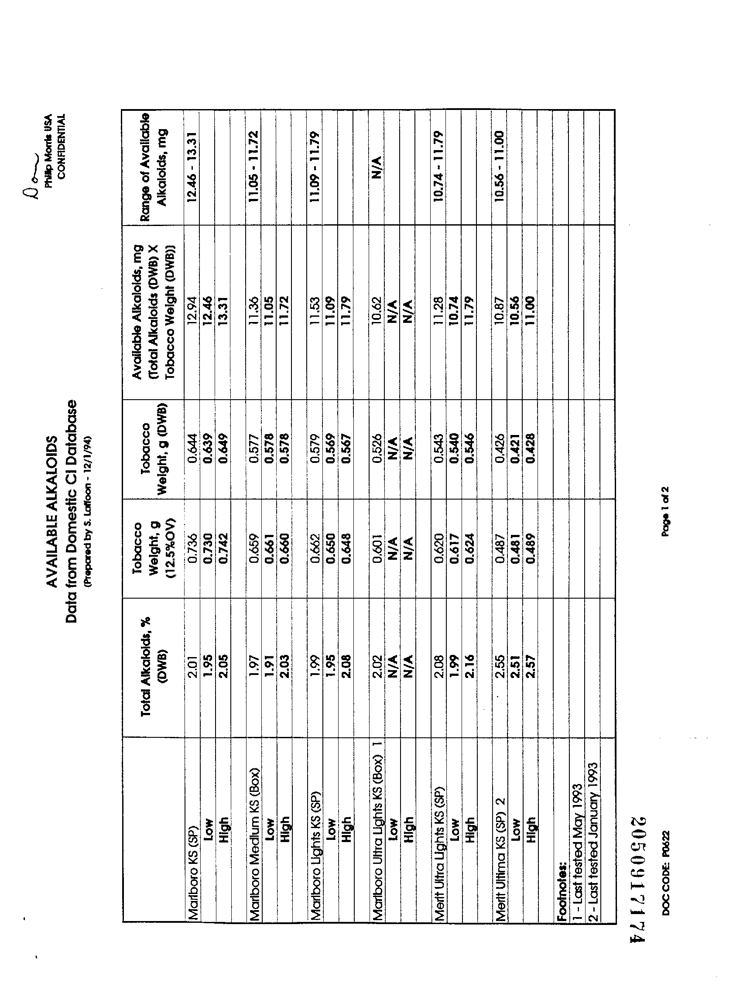 Don
Philip Morris USA
CONFIDENTIAL
AVAILABLE ALKALOIDS
Data from Domestic CI Database
(Prepared by S. Laffoon - 12/1/94)
Total Alkaloids, % (DWB) Tobacco Weight, g (12.5%OV) Tobacco Weight, g (DWB) Available Alkaloids, mg (Total Alkaloids (DWB) X Tobacco Weight (DWB)) Range of Available Alkaloids, mg
Marlboro KS (SP) 2.01 0.736 0.644 12.94 12.46 - 13.31
Low 1.95 0.730 0.639 12.46
High 2.05 0.742 0.649 13.31
Marlboro Medium KS (Box) 1.97 0.659 0.577 11.36 11.05 - 11.72
Low 1.91 0.661 0.578 11.05
High 2.03 0.660 0.578 11.72
Marlboro Lights KS (SP) 1.99 0.662 0.579 11.53 11.09 - 11.79
Low 1.95 0.650 0.569 11.09
High 2.08 0.648 0.567 11.79
Marlboro Ultra Lights KS (Box) 1 2.02 0.601 0.526 10.62 N/A
Low N/A N/A N/A N/A
High N/A N/A N/A N/A
Merit Ultra Lights KS (SP) 2.08 0.620 0.543 11.28 10.74 - 11.79
Low 1.99 0.617 0.540 10.74
High 2.16 0.624 0.546 11.79
Merit Ultima KS (SP) 2 2.55 0.487 0.426 10.87 10.56 - 11.00
Low 2.51 0.481 0.421 10.56
High 2.57 0.489 0.428 11.00
Footnotes:
1 - Last tested May 1993
2 - Last tested January 1993
2050917174
DOC CODE: P0622
Page 1 of 2